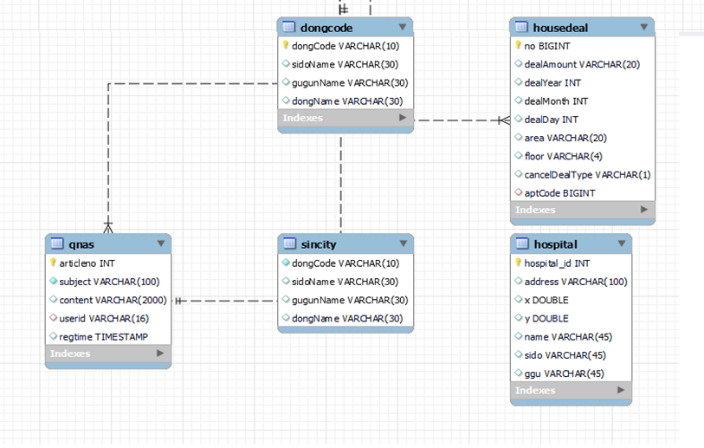 dongcode
dongCode VARCHAR(10)
sidoName VARCHAR(30)
gugunName VARCHAR(30)
dongName VARCHAR(30)
Indexes
housedeal
no BIGINT
dealAmount VARCHAR(20)
dealYear INT
dealMonth INT
dealDay INT
area VARCHAR(20)
floor VARCHAR(4)
cancelDealType VARCHAR(1)
aptCode BIGINT
Indexes
qnas
articleno INT
subject VARCHAR(100)
content VARCHAR(2000)
userid VARCHAR(16)
regtime TIMESTAMP
Indexes
sincity
dongCode VARCHAR(10)
sidoName VARCHAR(30)
gugunName VARCHAR(30)
dongName VARCHAR(30)
hospital
hospital_id INT
address VARCHAR(100)
x DOUBLE
y DOUBLE
name VARCHAR(45)
sido VARCHAR(45)
ggu VARCHAR(45)
Indexes